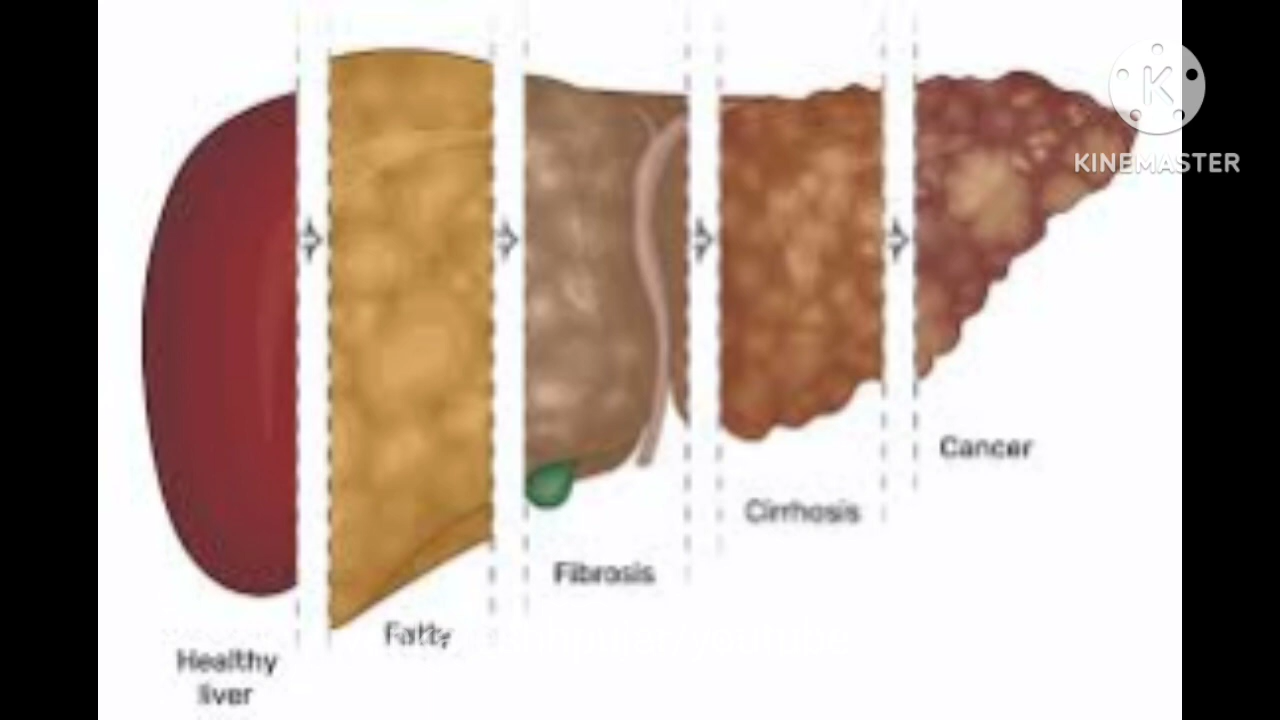 KINEMASTER
Cancer
Cirrhosis
Fibrosis
Fatty
Healthy
liver